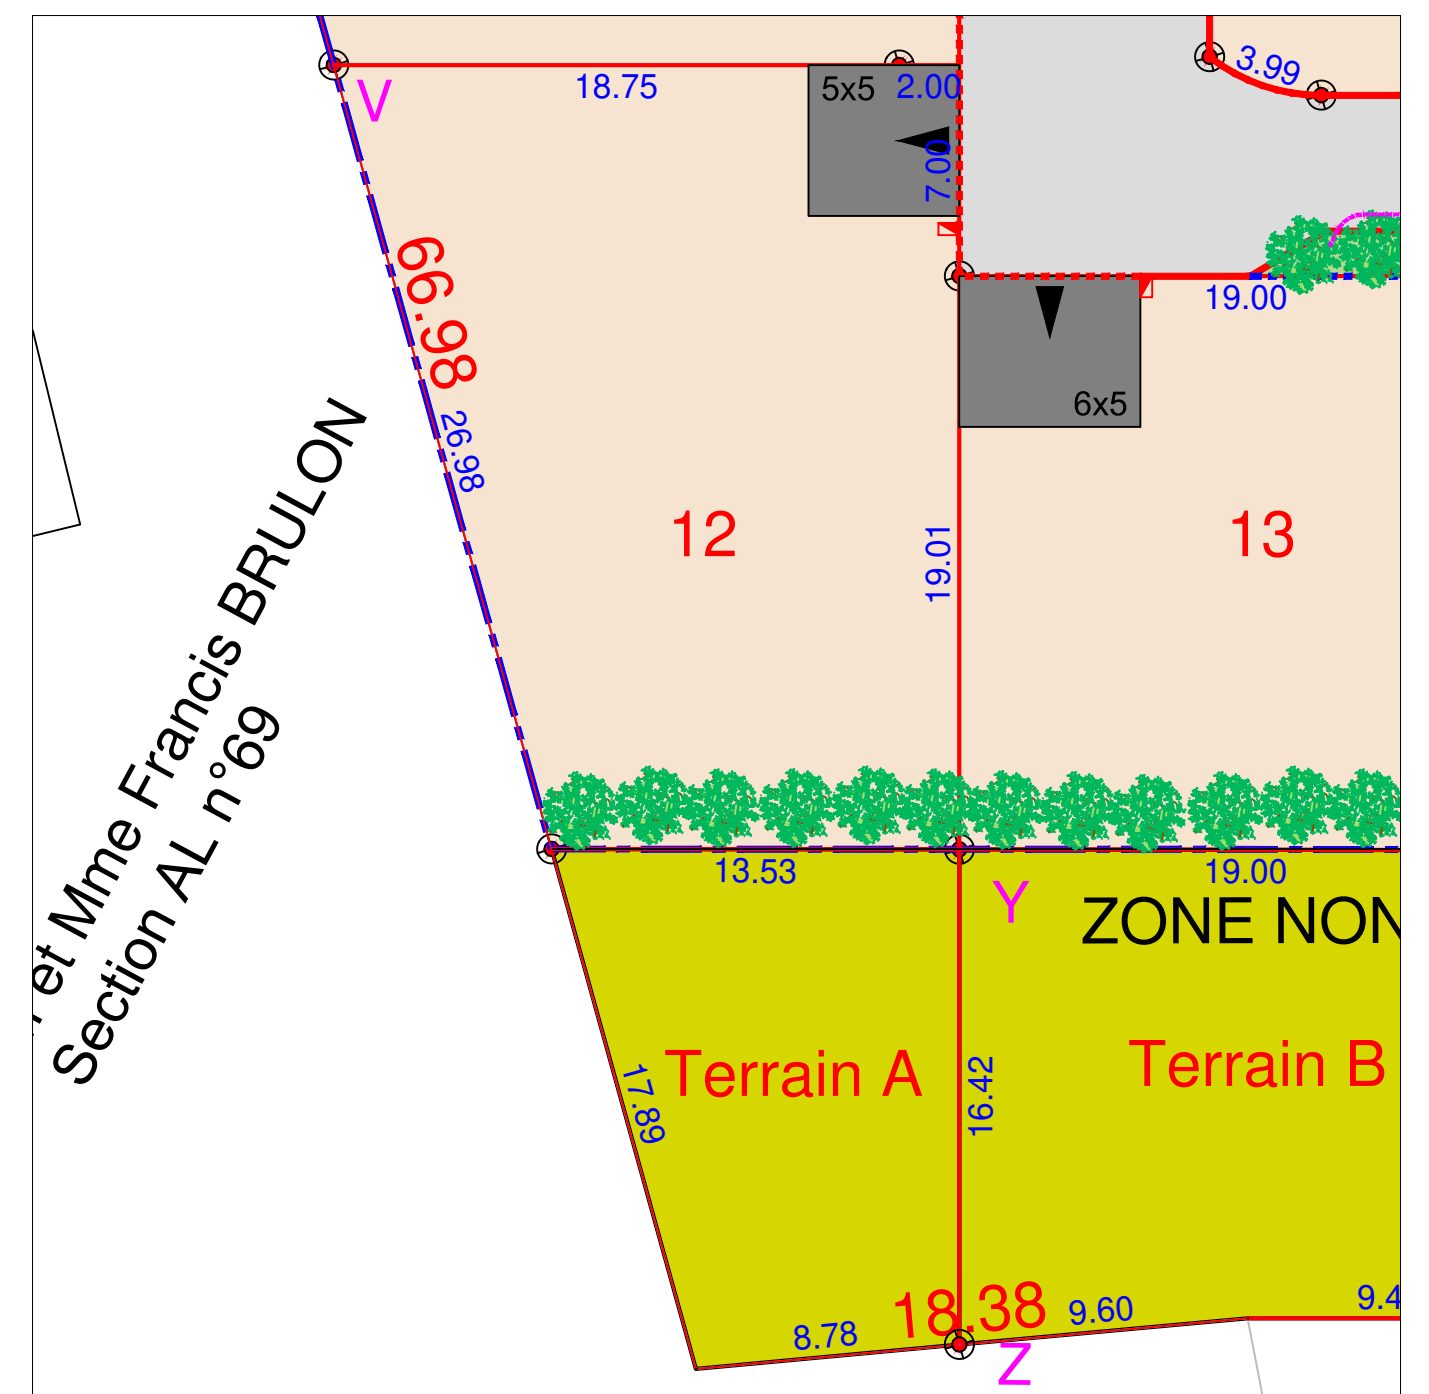 3.99
V
18.75
5x5
2.00
7.00
66.98
19.00
26.98
6x5
12
13
19.01
et Mme Francis BRULON
Section AL n°69
13.53
19.00
Y
ZONE NON
Terrain A
Terrain B
17.89
16.42
18.38
8.78
9.60
9.4
Z